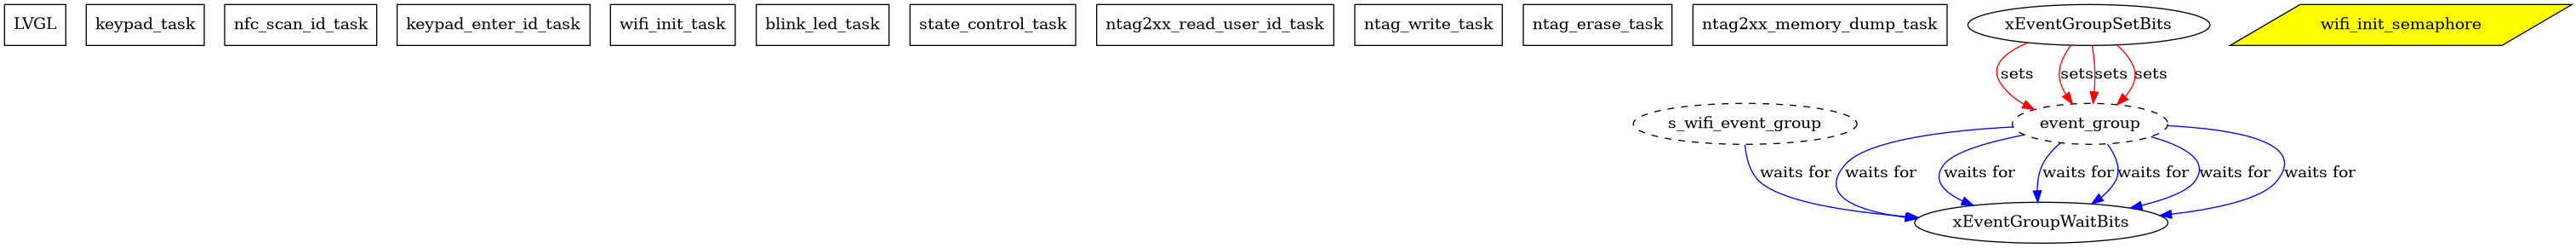 LVGL
keypad_task
nfc_scan_id_task
keypad_enter_id_task
wifi_init_task
blink_led_task
state_control_task
ntag2xx_read_user_id_task
ntag_write_task
ntag_erase_task
ntag2xx_memory_dump_task
xEventGroupSetBits
wifi_init_semaphore
sets
sets
sets
sets
s_wifi_event_group
event_group
waits for
waits for
waits for
waits for
waits for
waits for
waits for
xEventGroupWaitBits